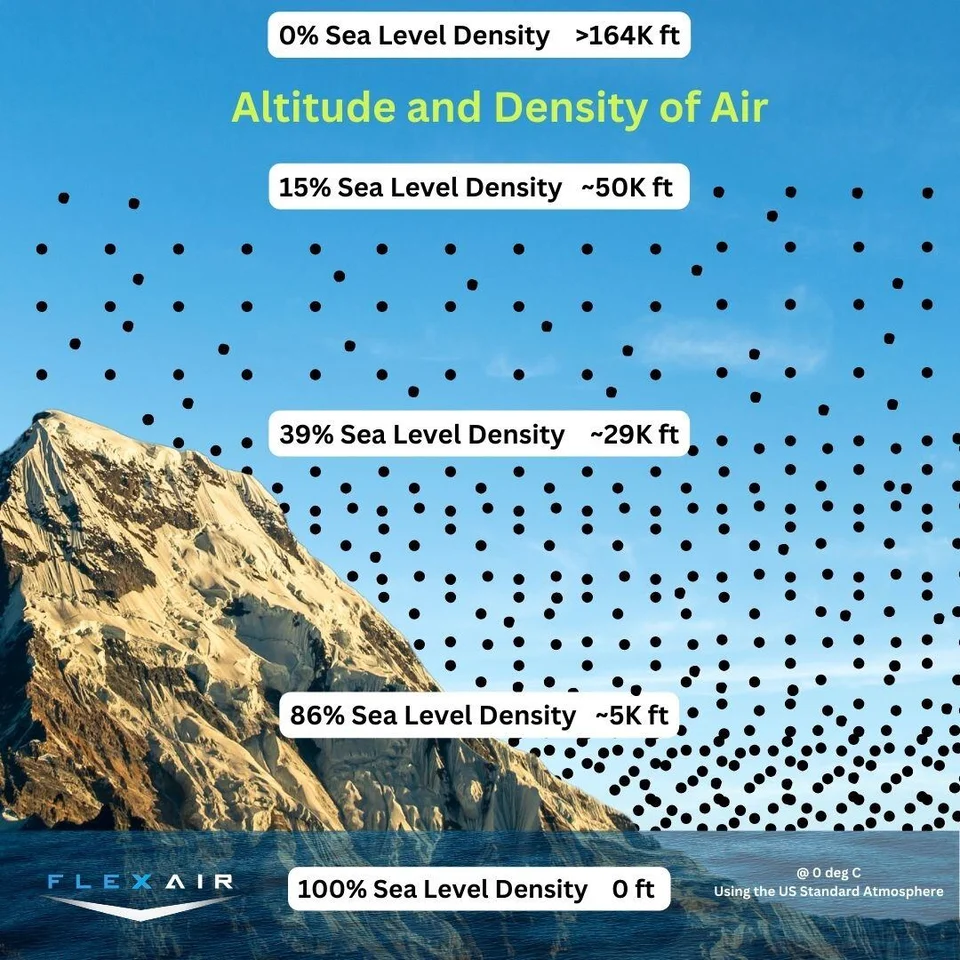 0% Sea Level Density >164K ft
Altitude and Density of Air
15% Sea Level Density ~50K ft
39% Sea Level Density ~29K ft
86% Sea Level Density ~5K ft
FLEXAIR
100% Sea Level Density 0 ft
@ 0 deg C
Using the US Standard Atmosphere